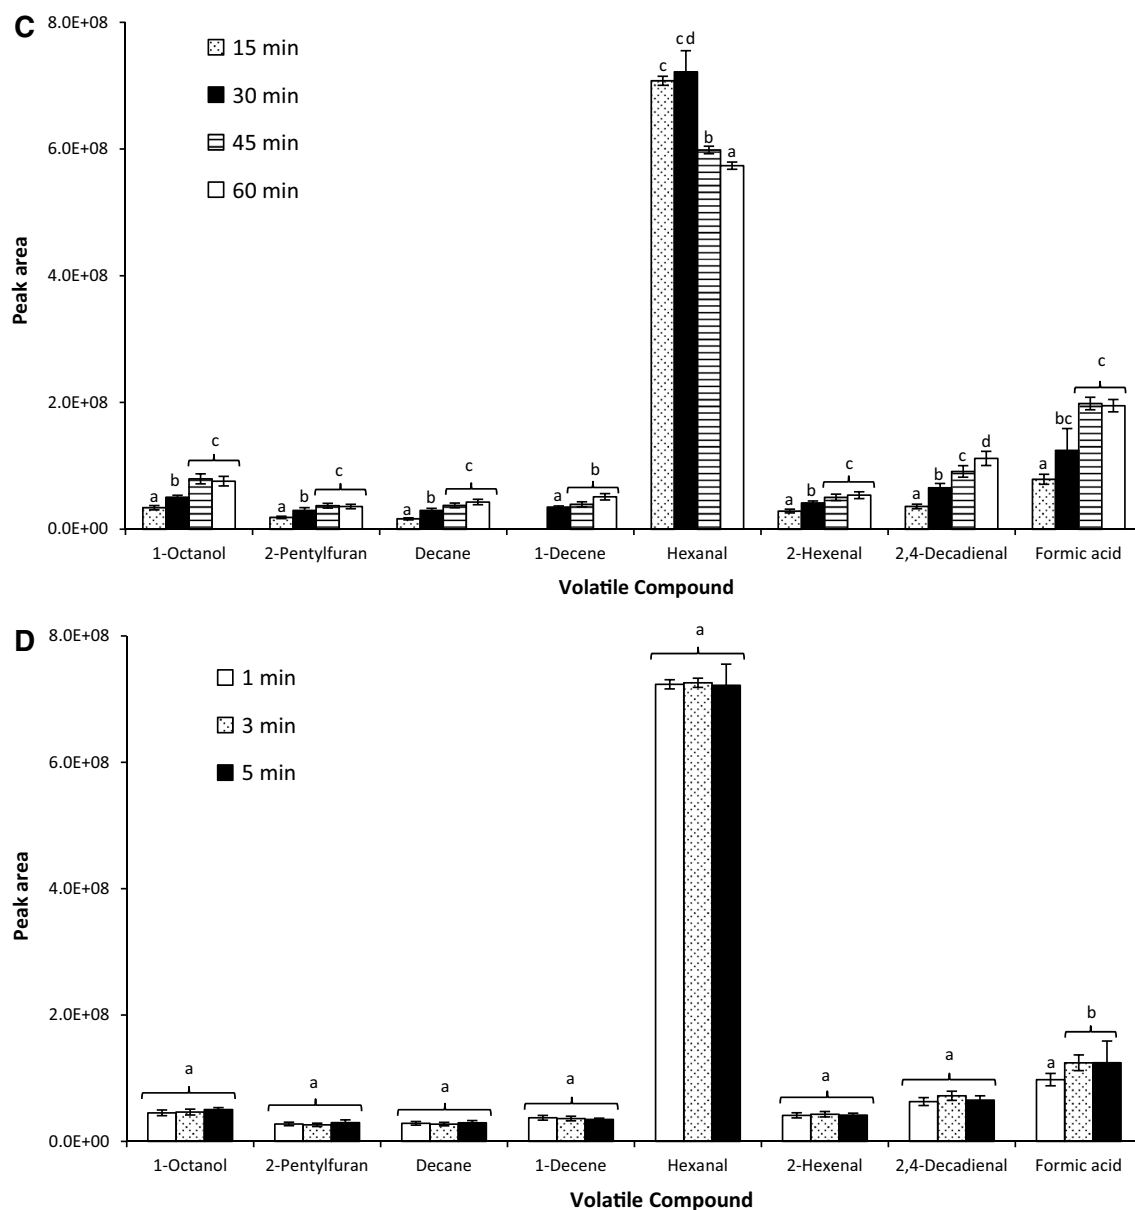 C
8.0E+08
6.0E+08
4.0E+08
2.0E+08
0.0E+00
Peak area
15 min
30 min
45 min
60 min
a b c
a b c
a b c
a b
c cd b a
a b c
a b c d
a bc c
1-Octanol 2-Pentylfuran Decane 1-Decene Hexanal 2-Hexenal 2,4-Decadienal Formic acid
Volatile Compound
D
8.0E+08
6.0E+08
4.0E+08
2.0E+08
0.0E+00
Peak area
1 min
3 min
5 min
a
a
a
a
a
a
a
a b
1-Octanol 2-Pentylfuran Decane 1-Decene Hexanal 2-Hexenal 2,4-Decadienal Formic acid
Volatile Compound